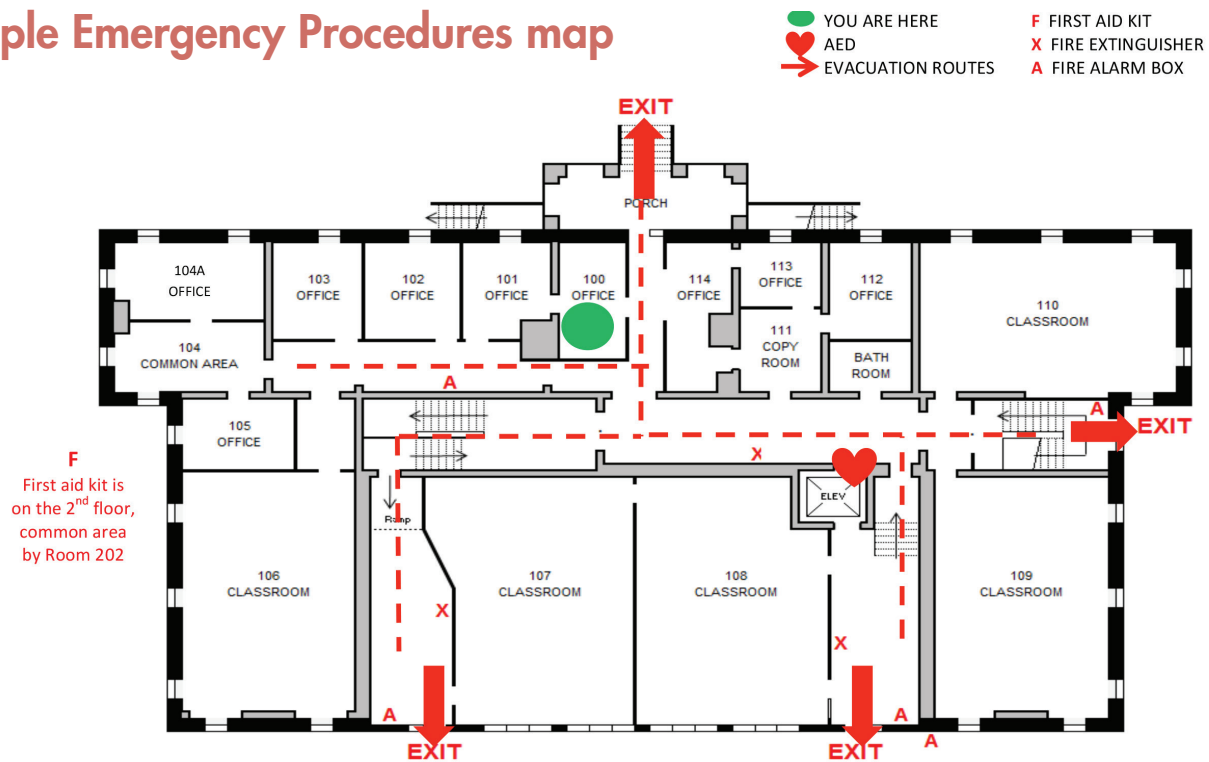 ple Emergency Procedures map
YOU ARE HERE
AED
EVACUATION ROUTES
F FIRST AID KIT
X FIRE EXTINGUISHER
A FIRE ALARM BOX
EXIT
PORCH
104A
OFFICE
103
OFFICE
102
OFFICE
101
OFFICE
100
OFFICE
114
OFFICE
113
OFFICE
112
OFFICE
110
CLASSROOM
104
COMMON AREA
111
COPY
ROOM
BATH
ROOM
A
A
EXIT
105
OFFICE
F
First aid kit is
on the 2nd floor,
common area
by Room 202
X
ELEV
Ramp
106
CLASSROOM
107
CLASSROOM
108
CLASSROOM
109
CLASSROOM
X
X
A
A
A
EXIT
EXIT